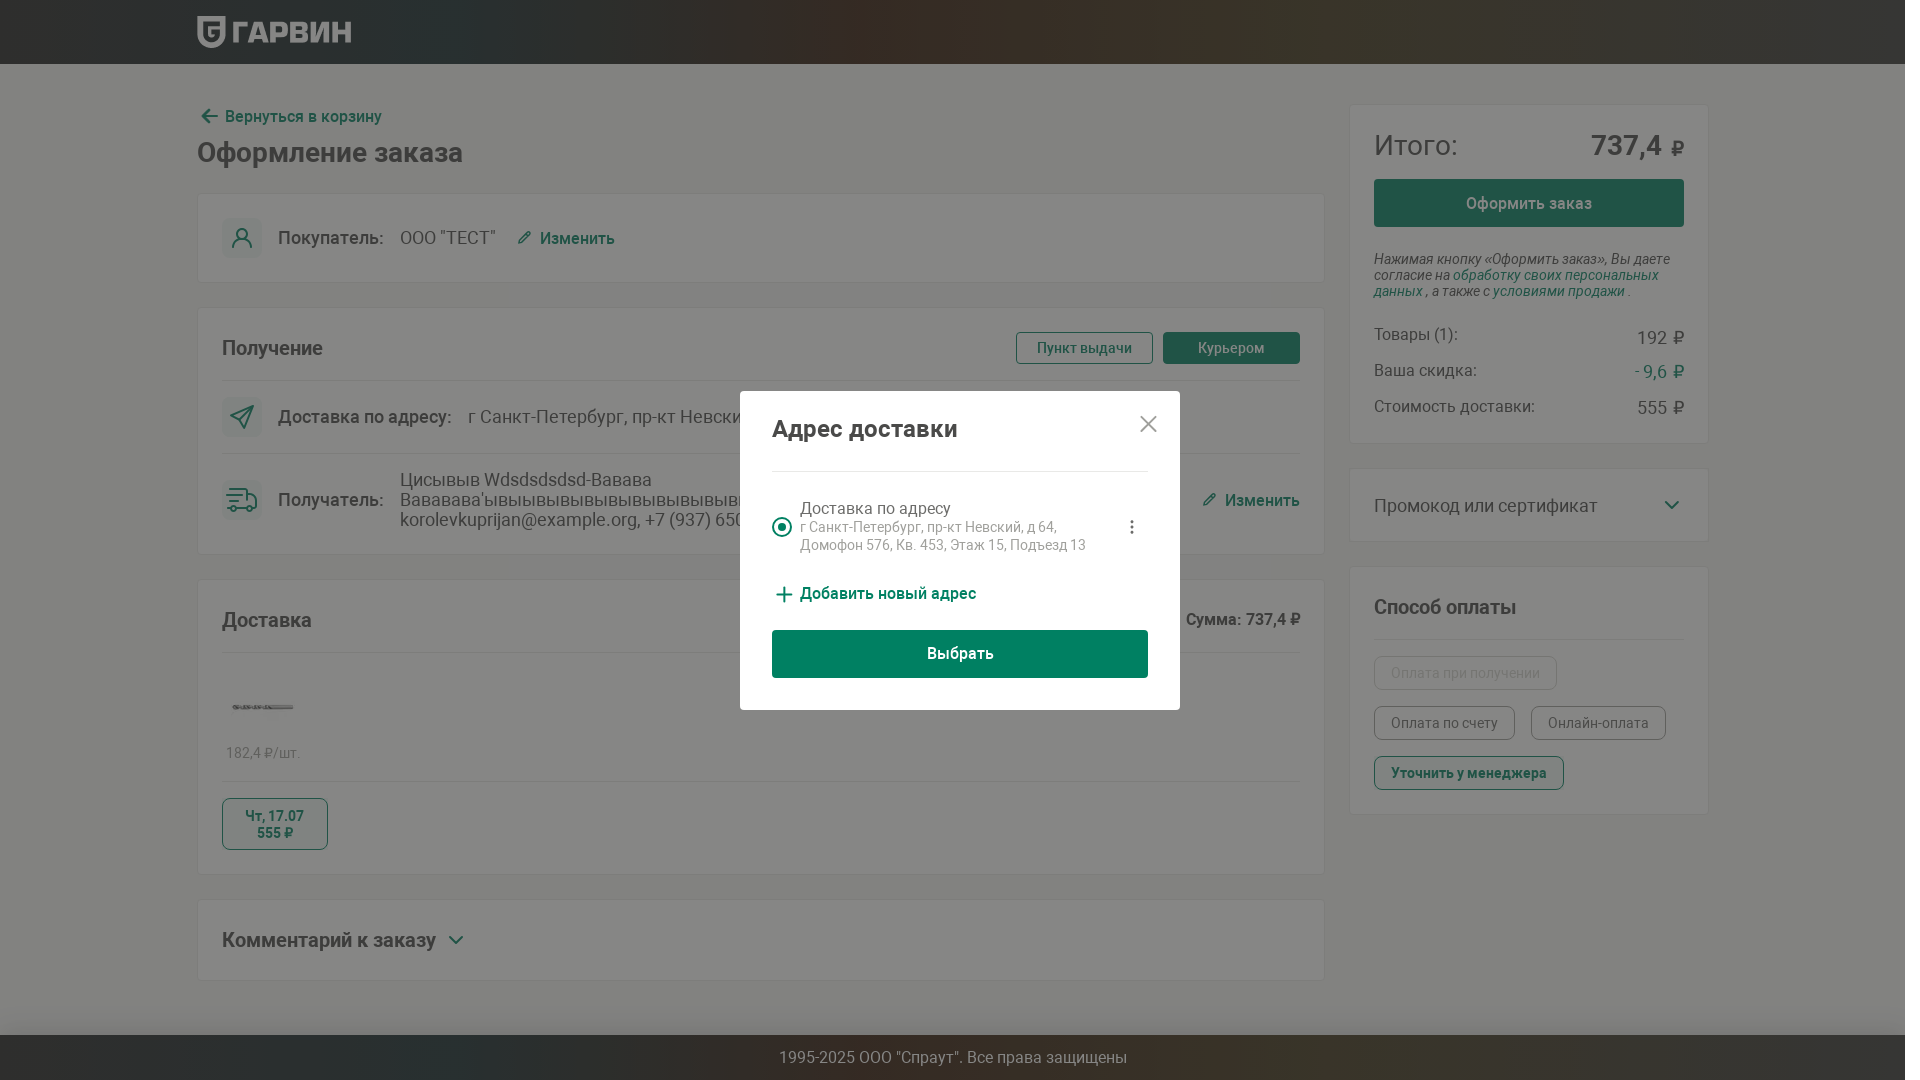 ГАРВИН
Вернуться в корзину
Оформление заказа
Покупатель: ООО "ТЕСТ" Изменить
Получение Пункт выдачи Курьером
Доставка по адресу: г Санкт-Петербург, пр-кт
Получатель: Цисывыв Wdsdsdsdsd-Вавава
korolevkuprijan@example.org, +7 (937)
Изменить
Доставка Сумма: 737,4 ₽
182,4 ₽/шт.
Чт, 17.07
555 ₽
Комментарий к заказу
Адрес доставки
Доставка по адресу
г Санкт-Петербург, пр-кт Невский, д 64,
Домофон 576, Кв. 453, Этаж 15, Подъезд 13
Добавить новый адрес
Выбрать
Итого: 737,4 ₽
Оформить заказ
Нажимая кнопку «Оформить заказ», Вы даете
согласие на обработку своих персональных
данных , а также с условиями продажи .
Товары (1): 192 ₽
Ваша скидка: - 9,6 ₽
Стоимость доставки: 555 ₽
Промокод или сертификат
Способ оплаты
Оплата при получении
Оплата по счету Онлайн-оплата
Уточнить у менеджера
1995-2025 ООО "Спраут". Все права защищены